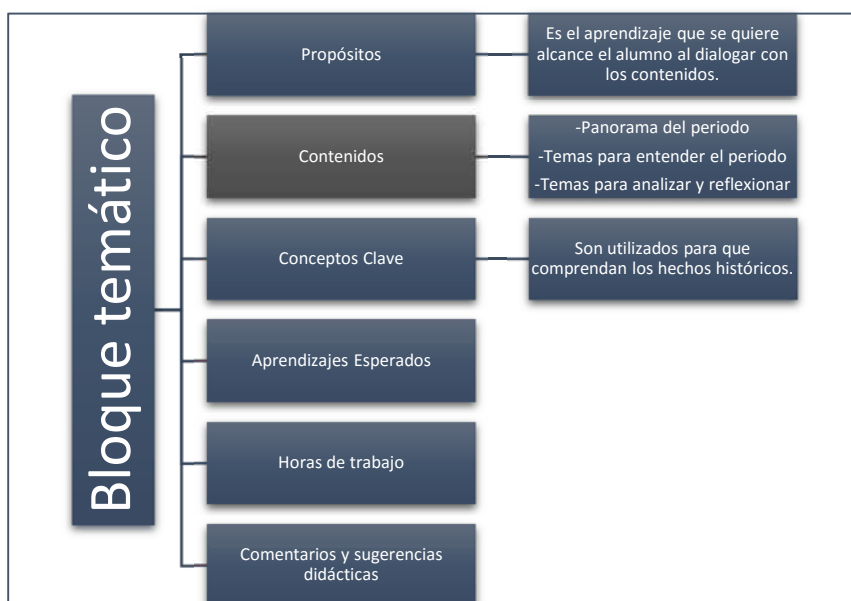 Bloque temático
Propósitos
Es el aprendizaje que se quiere
alcance el alumno al dialogar con
los contenidos.
Contenidos
-Panorama del periodo
-Temas para entender el periodo
-Temas para analizar y reflexionar
Conceptos Clave
Son utilizados para que
comprendan los hechos históricos.
Aprendizajes Esperados
Horas de trabajo
Comentarios y sugerencias
didácticas